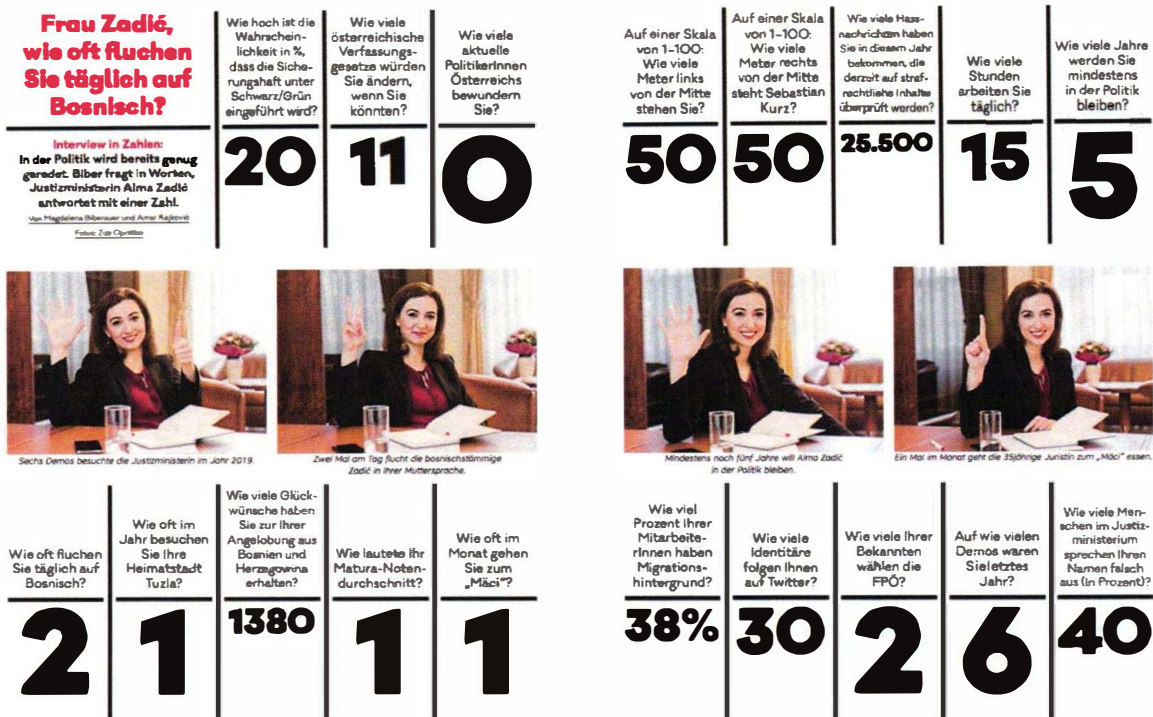 Frau Zadić,
wie oft fluchen
Sie täglich auf
Bosnisch?
Interview in Zahlen:
In der Politik wird bereits genug
geredet. Biber fragt in Worten,
Justizministerin Alma Zadić
antwortet mit einer Zahl.
Von Magdalena Biberauer und Amar Rajković
Fotos: Zoe
Wie hoch ist die
Wahrschein-
lichkeit in %,
dass die Siche-
rungshaft unter
Schwarz/Grün
eingeführt wird?
20
Wie viele
österreichische
Verfassungs-
gesetze würden
Sie ändern,
wenn Sie
könnten?
11
Wie viele
aktuelle
PolitikerInnen
Österreichs
bewundern
Sie?
0
Auf einer Skala
von 1–100:
Wie viele
Meter links
von der Mitte
stehen Sie?
50
Auf einer Skala
von 1–100:
Wie viele
Meter rechts
von der Mitte
steht Sebastian
Kurz?
50
Wie viele Hass-
nachrichten haben
Sie in diesem Jahr
bekommen, die
derzeit auf straf-
rechtliche Inhalte
überprüft werden?
25.500
Wie viele
Stunden
arbeiten Sie
täglich?
15
Wie viele Jahre
werden Sie
mindestens
in der Politik
bleiben?
5
Sechs Demos besuchte die Justizministerin im Jahr 2019.
Zwei Mal am Tag flucht die bosnischstämmige
Zadić in ihrer Muttersprache.
Mindestens noch fünf Jahre will Alma Zadić
in der Politik bleiben.
Ein Mal im Monat geht die 35jährige Juristin zum „Mäci“ essen.
Wie oft fluchen
Sie täglich auf
Bosnisch?
2
Wie oft im
Jahr besuchen
Sie Ihre
Heimatstadt
Tuzla?
1
Wie viele Glück-
wünsche haben
Sie zur Ihrer
Angelobung aus
Bosnien und
Herzegowina
erhalten?
1380
Wie lautete Ihr
Matura-Noten-
durchschnitt?
1
Wie oft im
Monat gehen
Sie zum
„Mäci“?
1
Wie viel
Prozent Ihrer
Mitarbeite-
rInnen haben
Migrations-
hintergrund?
38%
Wie viele
Identitäre
folgen Ihnen
auf Twitter?
30
Wie viele Ihrer
Bekannten
wählen die
FPÖ?
2
Auf wie vielen
Demos waren
Sie letztes
Jahr?
6
Wie viele Men-
schen im Justiz-
ministerium
sprechen Ihren
Namen falsch
aus (in Prozent)?
40